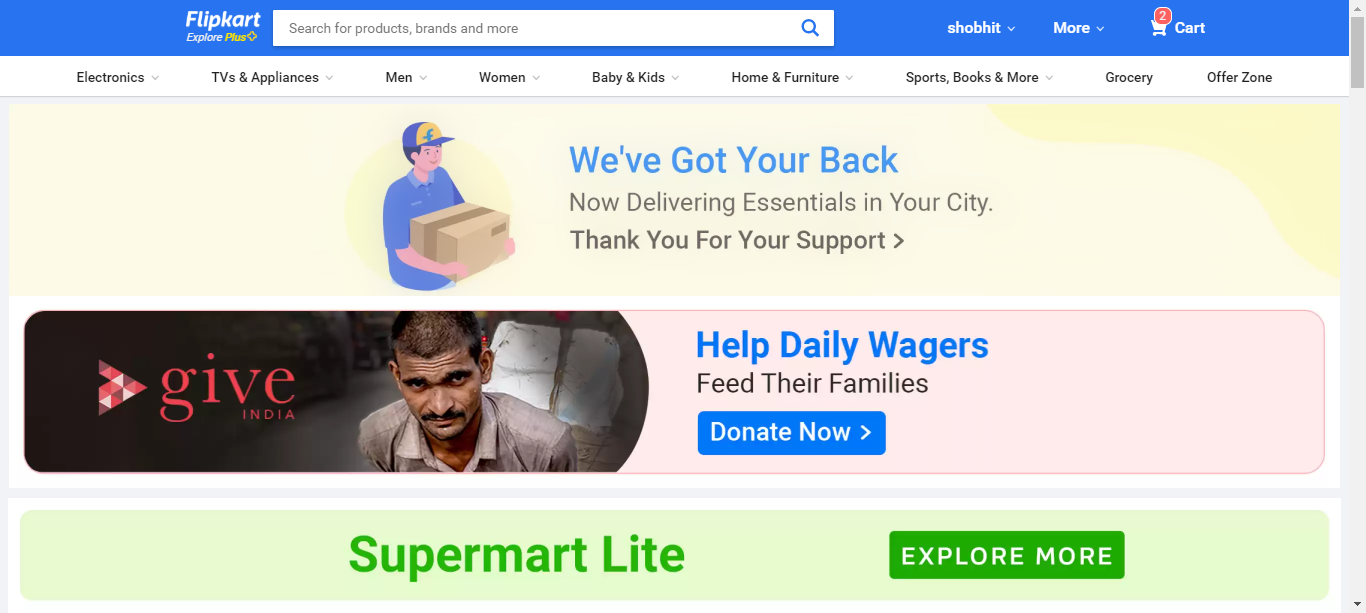 Flipkart
Explore Plus
Search for products, brands and more
shobhit
More
2
Cart
Electronics
TVs & Appliances
Men
Women
Baby & Kids
Home & Furniture
Sports, Books & More
Grocery
Offer Zone
We've Got Your Back
Now Delivering Essentials in Your City.
Thank You For Your Support >
give
INDIA
Help Daily Wagers
Feed Their Families
Donate Now >
Supermart Lite
EXPLORE MORE